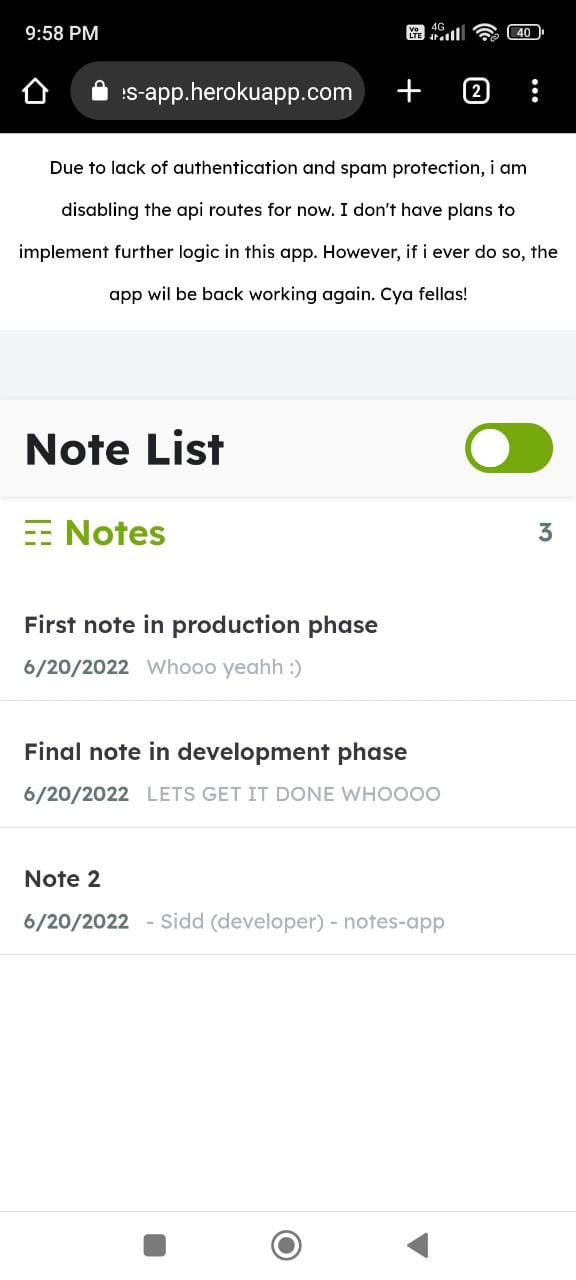 9:58 PM
Vo LTE 4G 40
:s-app.herokuapp.com 2
Due to lack of authentication and spam protection, i am
disabling the api routes for now. I don't have plans to
implement further logic in this app. However, if i ever do so, the
app wil be back working again. Cya fellas!
Note List
Notes 3
First note in production phase
6/20/2022 Whooo yeahh :)
Final note in development phase
6/20/2022 LETS GET IT DONE WHOOOO
Note 2
6/20/2022 - Sidd (developer) - notes-app